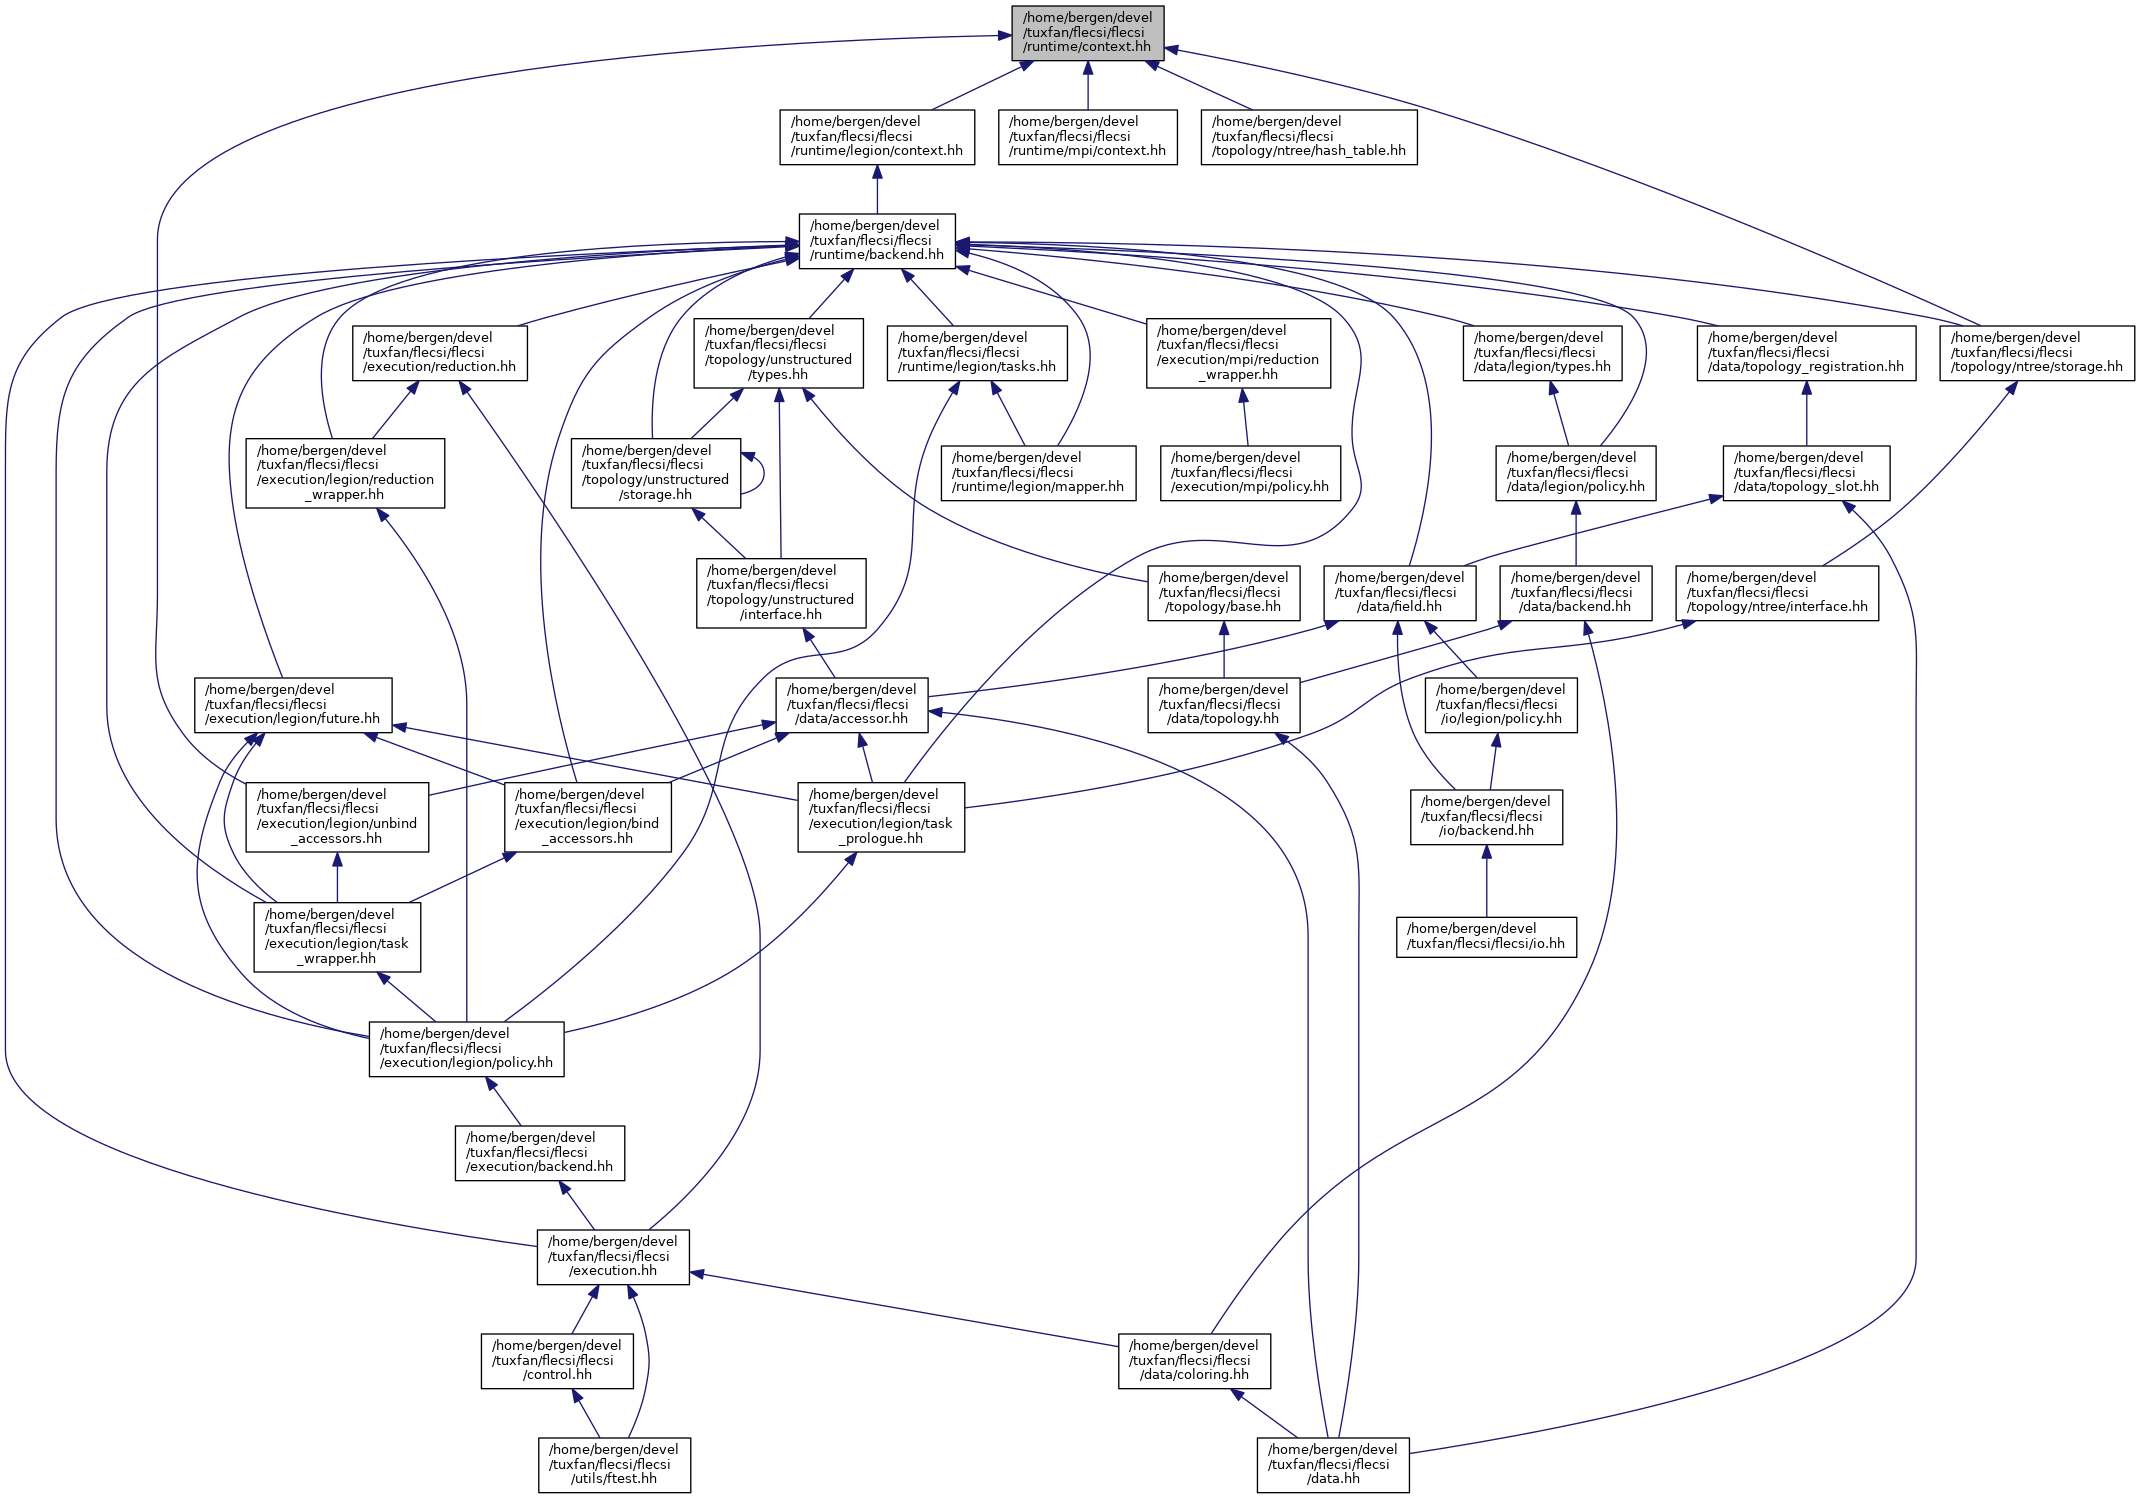 /home/bergen/devel
/tuxfan/flecsi/flecsi
/runtime/context.hh
/home/bergen/devel
/tuxfan/flecsi/flecsi
/runtime/legion/context.hh
/home/bergen/devel
/tuxfan/flecsi/flecsi
/runtime/mpi/context.hh
/home/bergen/devel
/tuxfan/flecsi/flecsi
/topology/ntree/hash_table.hh
/home/bergen/devel
/tuxfan/flecsi/flecsi
/runtime/backend.hh
/home/bergen/devel
/tuxfan/flecsi/flecsi
/execution/reduction.hh
/home/bergen/devel
/tuxfan/flecsi/flecsi
/topology/unstructured
/types.hh
/home/bergen/devel
/tuxfan/flecsi/flecsi
/runtime/legion/tasks.hh
/home/bergen/devel
/tuxfan/flecsi/flecsi
/execution/mpi/reduction
_wrapper.hh
/home/bergen/devel
/tuxfan/flecsi/flecsi
/data/legion/types.hh
/home/bergen/devel
/tuxfan/flecsi/flecsi
/data/topology_registration.hh
/home/bergen/devel
/tuxfan/flecsi/flecsi
/topology/ntree/storage.hh
/home/bergen/devel
/tuxfan/flecsi/flecsi
/execution/legion/reduction
_wrapper.hh
/home/bergen/devel
/tuxfan/flecsi/flecsi
/topology/unstructured
/storage.hh
/home/bergen/devel
/tuxfan/flecsi/flecsi
/runtime/legion/mapper.hh
/home/bergen/devel
/tuxfan/flecsi/flecsi
/execution/mpi/policy.hh
/home/bergen/devel
/tuxfan/flecsi/flecsi
/data/legion/policy.hh
/home/bergen/devel
/tuxfan/flecsi/flecsi
/data/topology_slot.hh
/home/bergen/devel
/tuxfan/flecsi/flecsi
/topology/unstructured
/interface.hh
/home/bergen/devel
/tuxfan/flecsi/flecsi
/topology/base.hh
/home/bergen/devel
/tuxfan/flecsi/flecsi
/data/field.hh
/home/bergen/devel
/tuxfan/flecsi/flecsi
/data/backend.hh
/home/bergen/devel
/tuxfan/flecsi/flecsi
/topology/ntree/interface.hh
/home/bergen/devel
/tuxfan/flecsi/flecsi
/execution/legion/future.hh
/home/bergen/devel
/tuxfan/flecsi/flecsi
/data/accessor.hh
/home/bergen/devel
/tuxfan/flecsi/flecsi
/data/topology.hh
/home/bergen/devel
/tuxfan/flecsi/flecsi
/io/legion/policy.hh
/home/bergen/devel
/tuxfan/flecsi/flecsi
/execution/legion/unbind
_accessors.hh
/home/bergen/devel
/tuxfan/flecsi/flecsi
/execution/legion/bind
_accessors.hh
/home/bergen/devel
/tuxfan/flecsi/flecsi
/execution/legion/task
_prologue.hh
/home/bergen/devel
/tuxfan/flecsi/flecsi
/io/backend.hh
/home/bergen/devel
/tuxfan/flecsi/flecsi
/execution/legion/task
_wrapper.hh
/home/bergen/devel
/tuxfan/flecsi/flecsi/io.hh
/home/bergen/devel
/tuxfan/flecsi/flecsi
/execution/legion/policy.hh
/home/bergen/devel
/tuxfan/flecsi/flecsi
/execution/backend.hh
/home/bergen/devel
/tuxfan/flecsi/flecsi
/execution.hh
/home/bergen/devel
/tuxfan/flecsi/flecsi
/control.hh
/home/bergen/devel
/tuxfan/flecsi/flecsi
/data/coloring.hh
/home/bergen/devel
/tuxfan/flecsi/flecsi
/utils/ftest.hh
/home/bergen/devel
/tuxfan/flecsi/flecsi
/data.hh